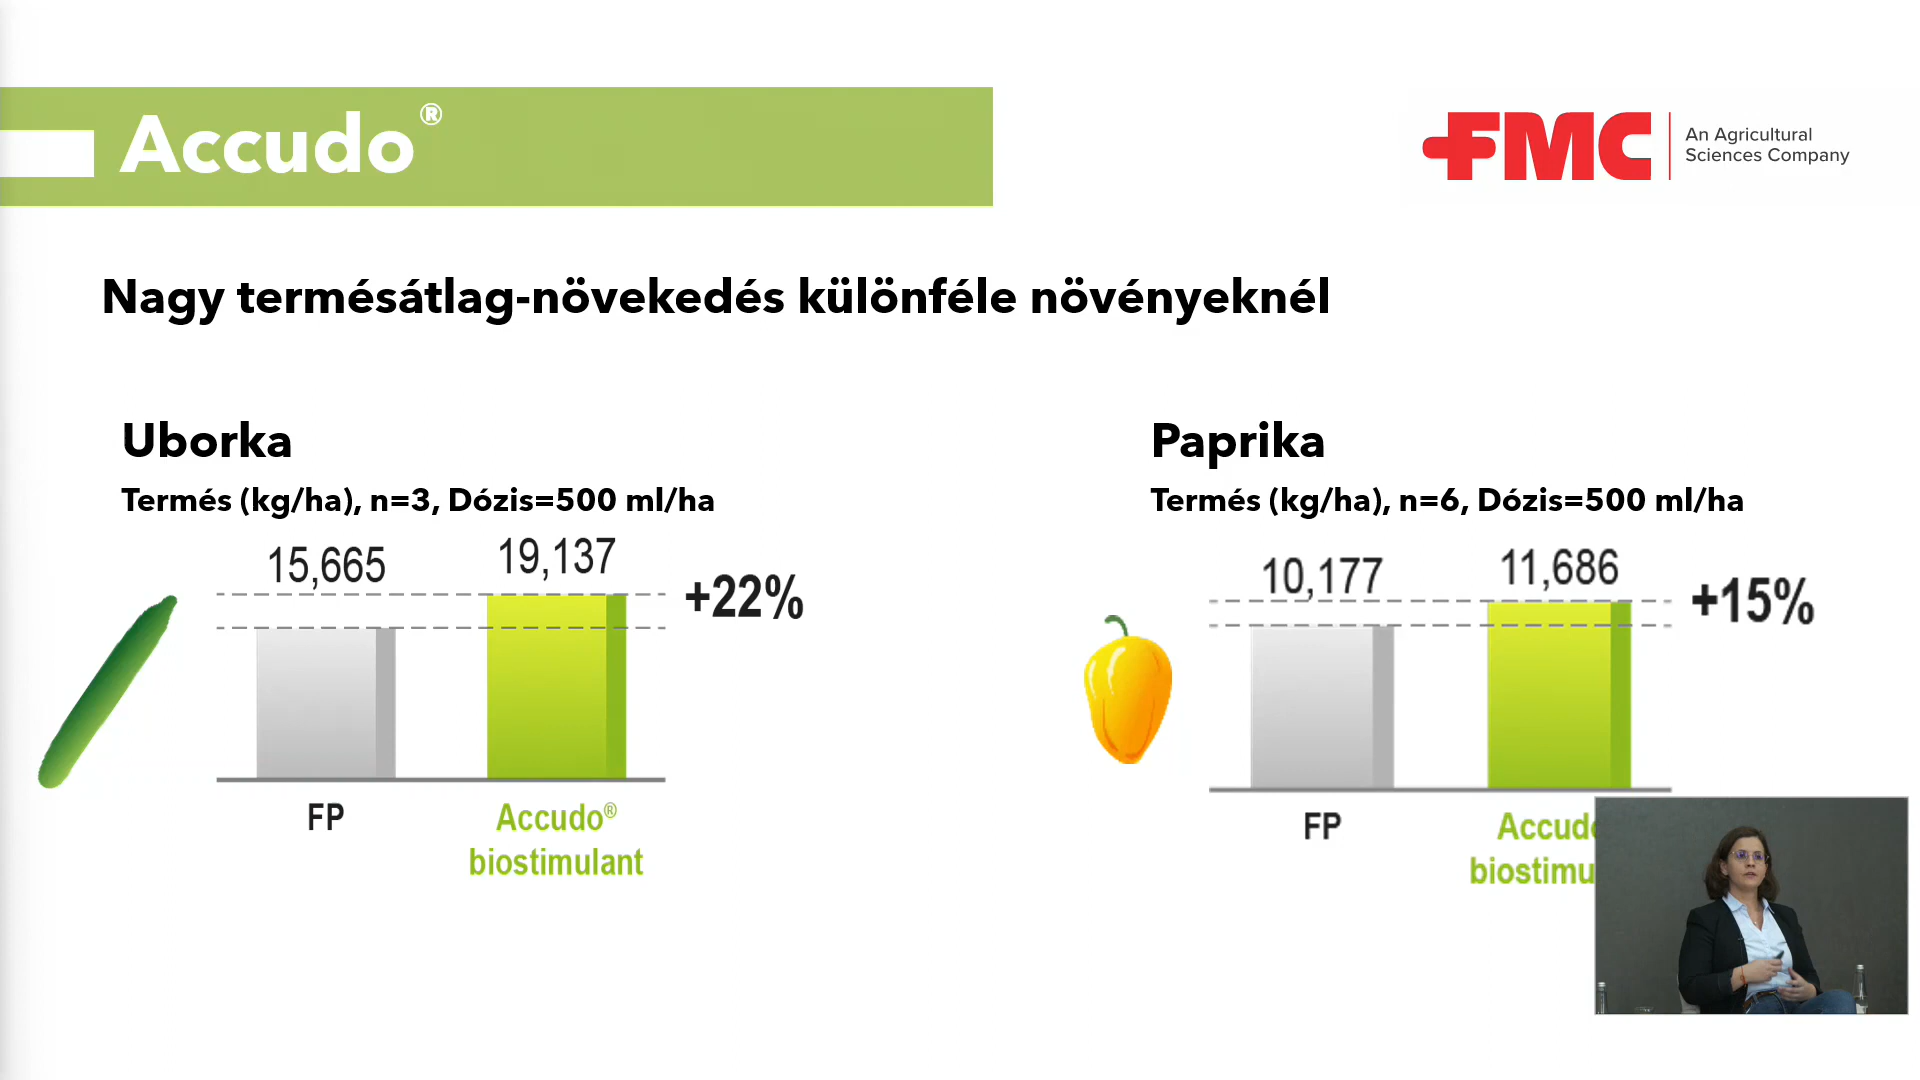 Accudo®
FMC
An Agricultural
Sciences Company
Nagy termésátlag-növekedés különféle növényeknél
Uborka
Termés (kg/ha), n=3, Dózis=500 ml/ha
15,665
19,137
+22%
FP
Accudo®
biostimulant
Paprika
Termés (kg/ha), n=6, Dózis=500 ml/ha
10,177
11,686
+15%
FP